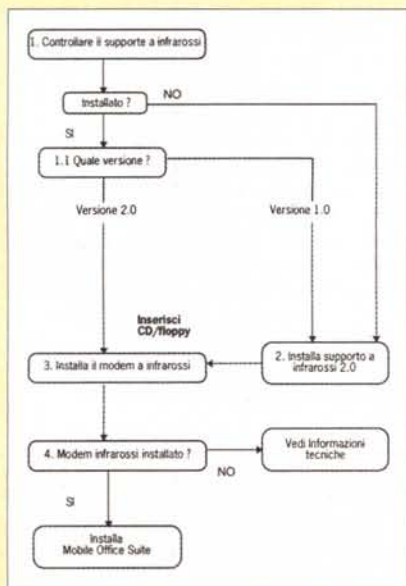 1. Controllare il supporte a infrarossi
Installato ?
NO
SI
1.1 Quale versione ?
Versione 2.0
Versione 1.0
Inserisci
CD/floppy
3. Installa il modem a infrarossi
2. Installa supporto a
infrarossi 2.0
4. Modem infrarossi installato ?
NO
Vedi Informazioni
tecniche
SI
Installa
Mobile Office Suite